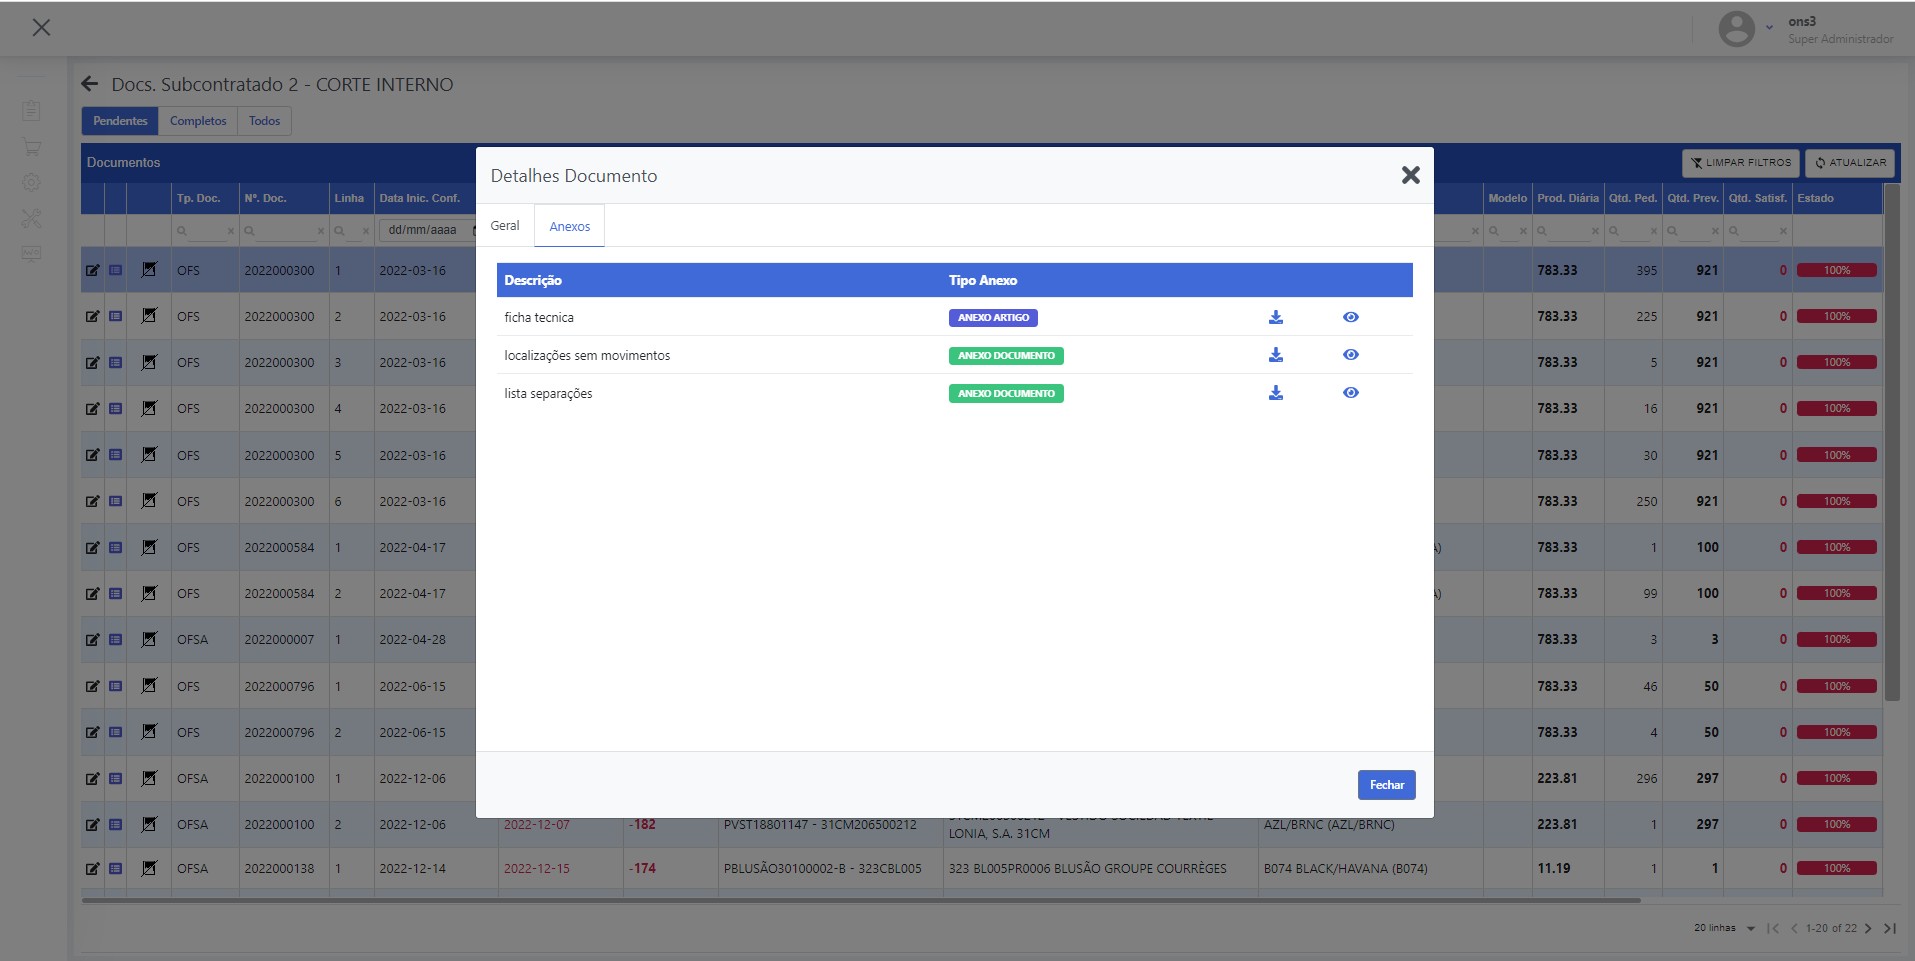 ons3
Super Administrador
Docs. Subcontratado 2 - CORTE INTERNO
Pendentes Completos Todos
Documentos LIMPAR FILTROS ATUALIZAR
Tp. Doc. Nº. Doc. Linha Data Inic. Conf. Modelo Prod. Diária Qtd. Ped. Qtd. Prev. Qtd. Satisf. Estado
dd/mm/aaaa
Detalhes Documento
Geral Anexos
Descrição Tipo Anexo
ficha tecnica ANEXO ARTIGO
localizações sem movimentos ANEXO DOCUMENTO
lista separações ANEXO DOCUMENTO
Fechar
OFS 2022000300 1 2022-03-16 783.33 395 921 0 100%
OFS 2022000300 2 2022-03-16 783.33 225 921 0 100%
OFS 2022000300 3 2022-03-16 783.33 5 921 0 100%
OFS 2022000300 4 2022-03-16 783.33 16 921 0 100%
OFS 2022000300 5 2022-03-16 783.33 30 921 0 100%
OFS 2022000300 6 2022-03-16 783.33 250 921 0 100%
OFS 2022000584 1 2022-04-17 783.33 1 100 0 100%
OFS 2022000584 2 2022-04-17 783.33 99 100 0 100%
OFSA 2022000007 1 2022-04-28 783.33 3 3 0 100%
OFS 2022000796 1 2022-06-15 783.33 46 50 0 100%
OFS 2022000796 2 2022-06-15 783.33 4 50 0 100%
OFSA 2022000100 1 2022-12-06 223.81 296 297 0 100%
OFSA 2022000100 2 2022-12-06 2022-12-07 -182 PVST18801147 - 31CM206500212 LONIA, S.A. 31CM AZL/BRNC (AZL/BRNC) 223.81 1 297 0 100%
OFSA 2022000138 1 2022-12-14 2022-12-15 -174 PBLUSÃO30100002-B - 323CBL005 323 BL005PR0006 BLUSÃO GROUPE COURRÈGES B074 BLACK/HAVANA (B074) 11.19 1 1 0 100%
20 linhas 1-20 of 22